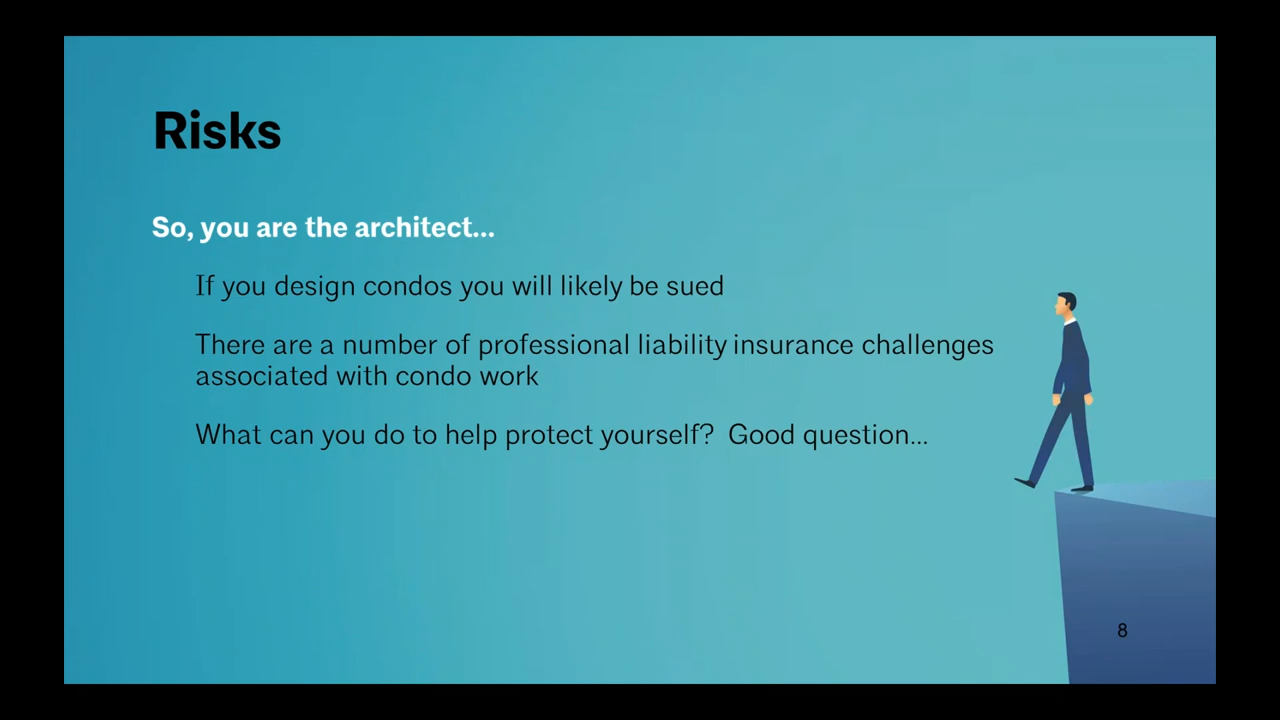 Risks
So, you are the architect...
If you design condos you will likely be sued
There are a number of professional liability insurance challenges
associated with condo work
What can you do to help protect yourself?  Good question...
8